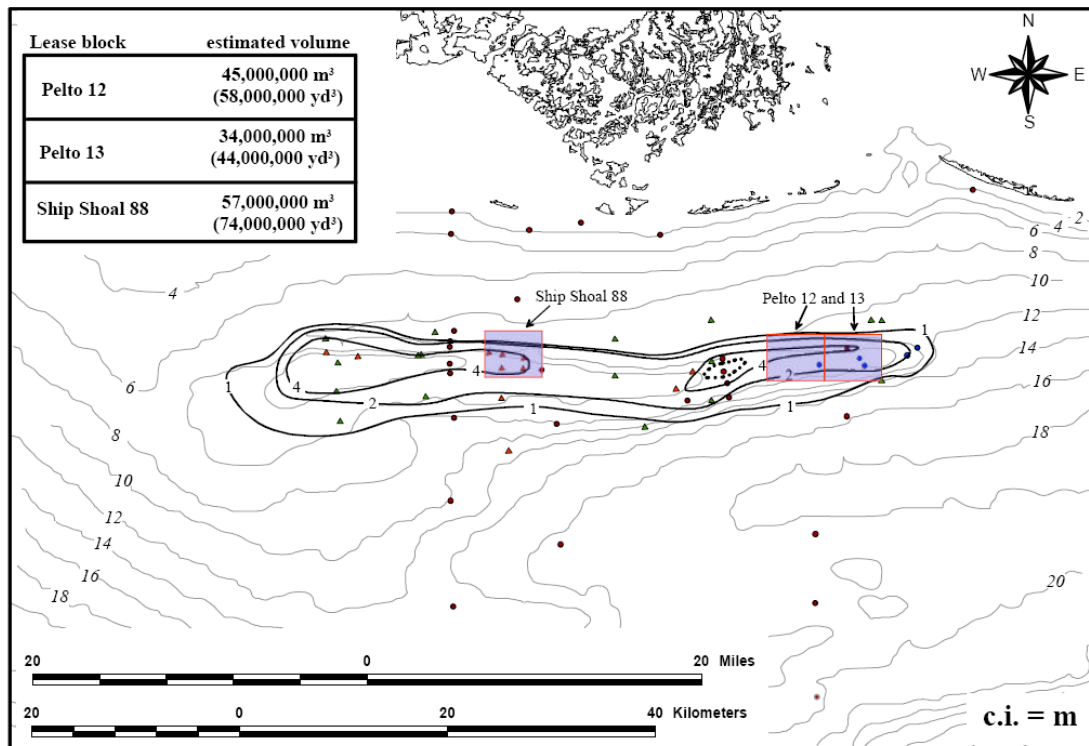 Lease block estimated volume
Pelto 12 45,000,000 m³
(58,000,000 yd³)
Pelto 13 34,000,000 m³
(44,000,000 yd³)
Ship Shoal 88 57,000,000 m³
(74,000,000 yd³)
N
W E
S
2
4
6
8
10
4
Ship Shoal 88
Pelto 12 and 13
12
1
14
16
6
1
4
2
4
4
2
1
1
18
8
10
12
14
16
18
20
20 0 20 Miles
20 0 20 40 Kilometers
c.i. = m